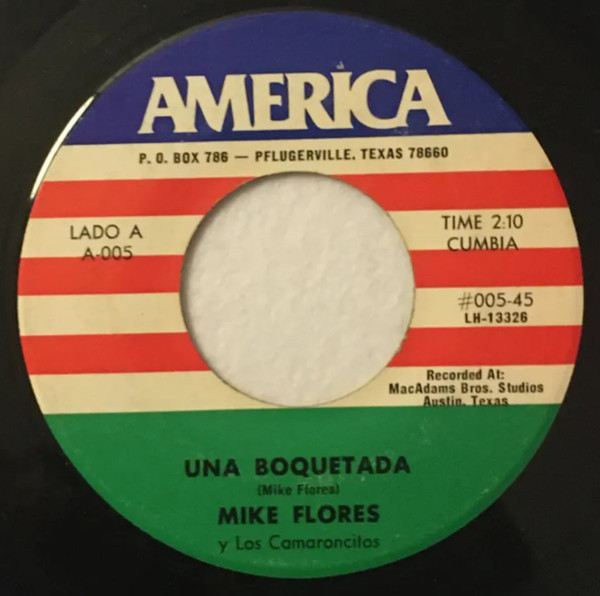 AMERICA
P. O. BOX 786 — PFLUGERVILLE, TEXAS 78660
LADO A
A-005
TIME 2:10
CUMBIA
#005-45
LH-13326
Recorded At:
MacAdams Bros. Studios
Austin, Texas
UNA BOQUETADA
(Mike Flores)
MIKE FLORES
y Los Camaroncitos